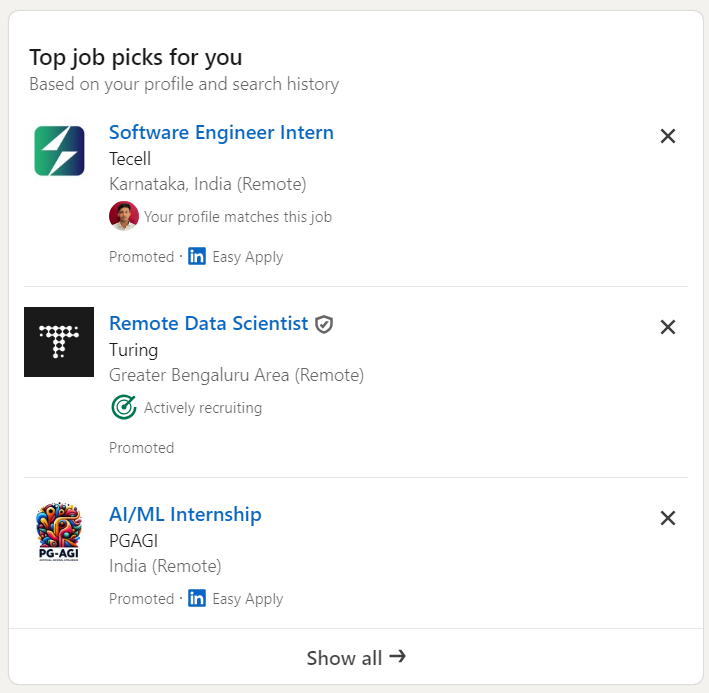 Top job picks for you
Based on your profile and search history
Software Engineer Intern
Tecell
Karnataka, India (Remote)
Your profile matches this job
Promoted · in Easy Apply
Remote Data Scientist
Turing
Greater Bengaluru Area (Remote)
Actively recruiting
Promoted
AI/ML Internship
PG-AGI
PGAGI
India (Remote)
Promoted · in Easy Apply
Show all →